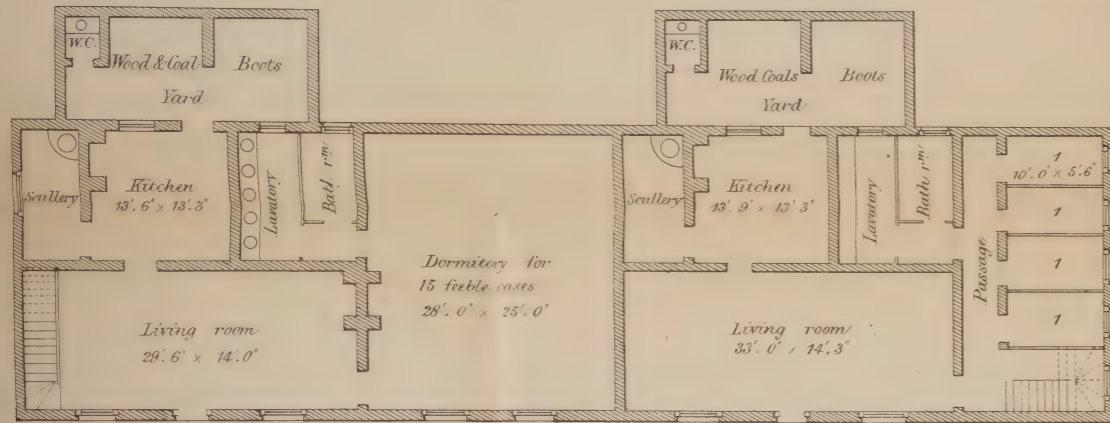 W.C.
Wood & Coal
Boots
Yard
Scullery
Kitchen
13'. 6" × 13'. 3"
Lavatory
Bath rm
Living room
29'. 6" × 14'. 0"
Dormitory for
15 feeble cases
28'. 0" × 25'. 0"
W.C.
Wood Coals
Boots
Yard
Scullery
Kitchen
13'. 9" × 13'. 3"
Lavatory
Bath rm
Living room
33'. 0" × 14'. 3"
Passage
1
10'. 0" × 5'. 6"
1
1
1